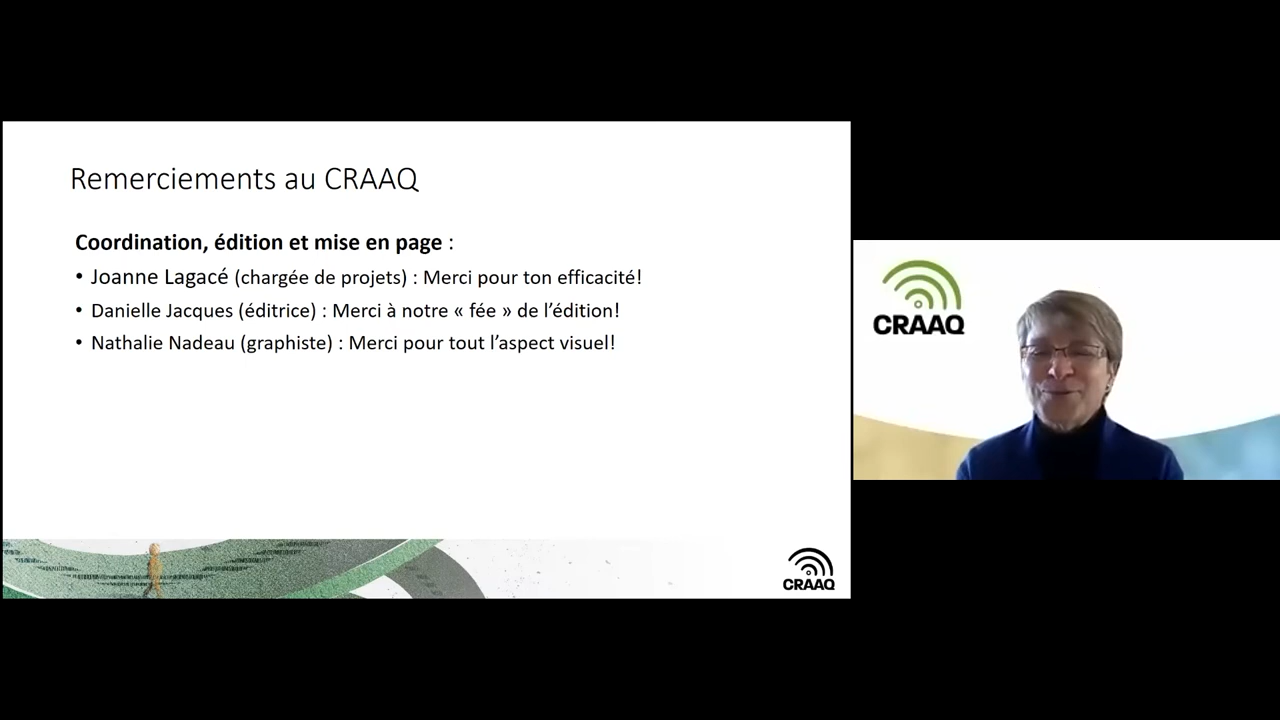 Remerciements au CRAAQ
Coordination, édition et mise en page :
• Joanne Lagacé (chargée de projets) : Merci pour ton efficacité!
• Danielle Jacques (éditrice) : Merci à notre « fée » de l’édition!
• Nathalie Nadeau (graphiste) : Merci pour tout l’aspect visuel!
CRAAQ
CRAAQ